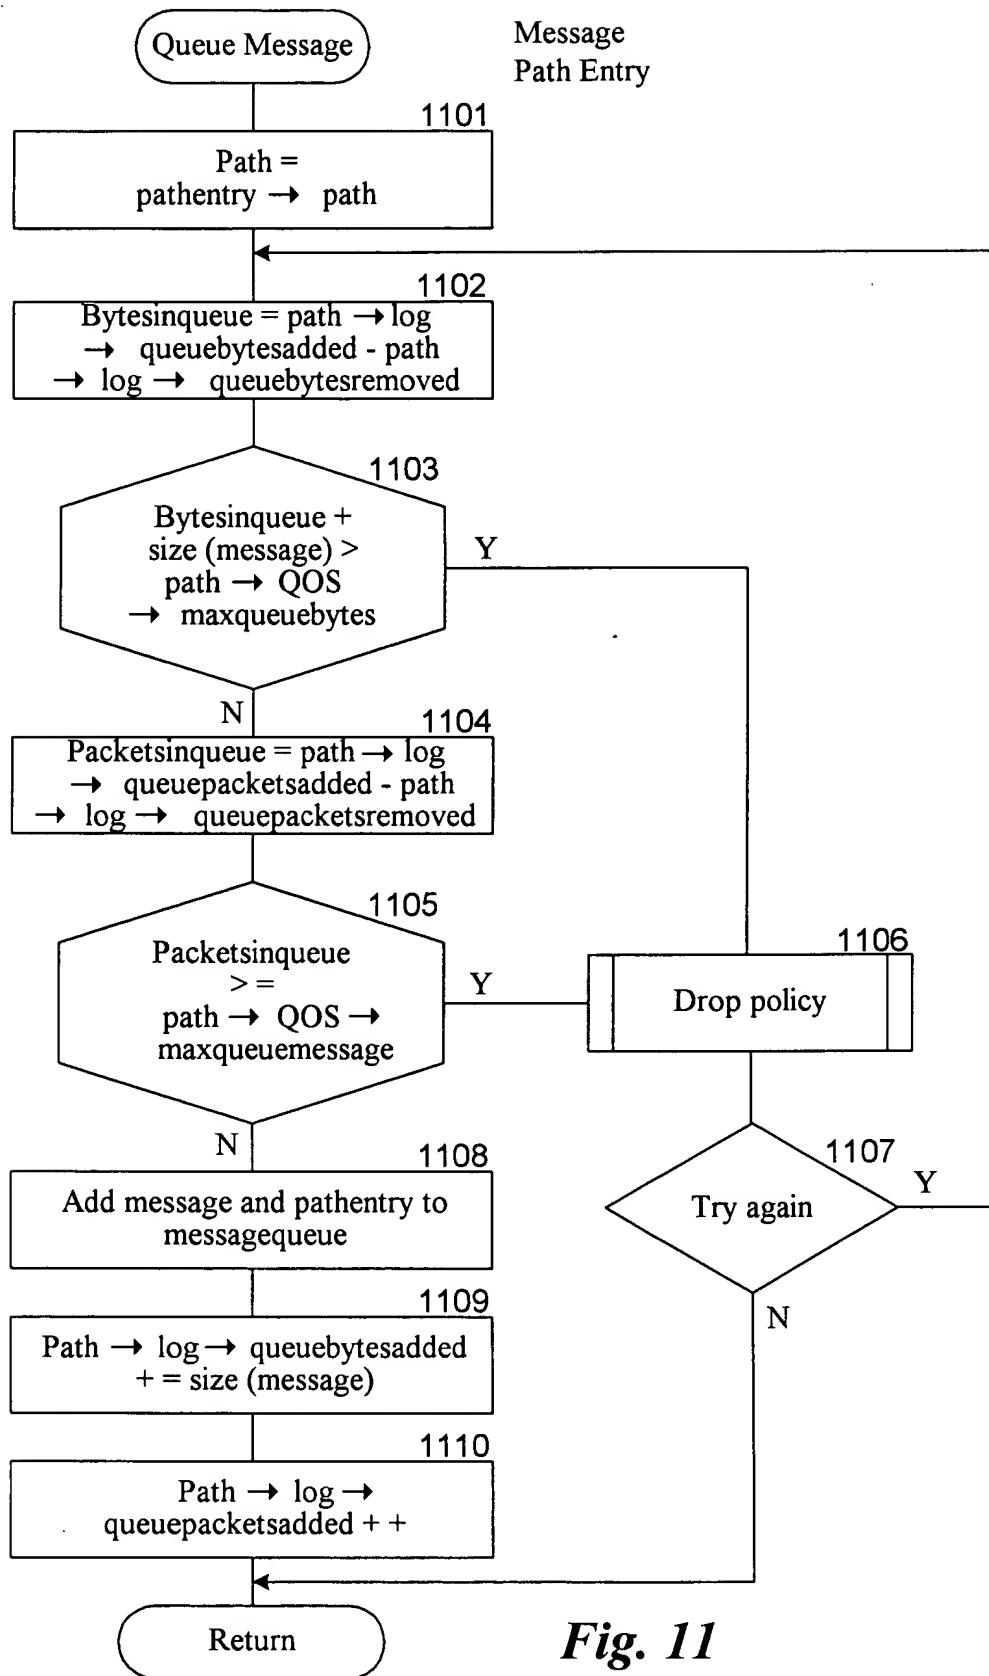 Queue Message
Message
Path Entry
1101
Path =
pathentry → path
1102
Bytesinqueue = path → log
→ queuebytesadded - path
→ log → queuebytesremoved
1103
Bytesinqueue +
size (message) >
path → QOS
→ maxqueuebytes
Y
N
1104
Packetsinqueue = path → log
→ queuepacketsadded - path
→ log → queuepacketsremoved
1105
Packetsinqueue
> =
path → QOS →
maxqueuemessage
Y
1106
Drop policy
N
1107
Try again
Y
N
1108
Add message and pathentry to
messagequeue
1109
Path → log → queuebytesadded
+ = size (message)
1110
Path → log →
queuepacketsadded + +
Return
Fig. 11